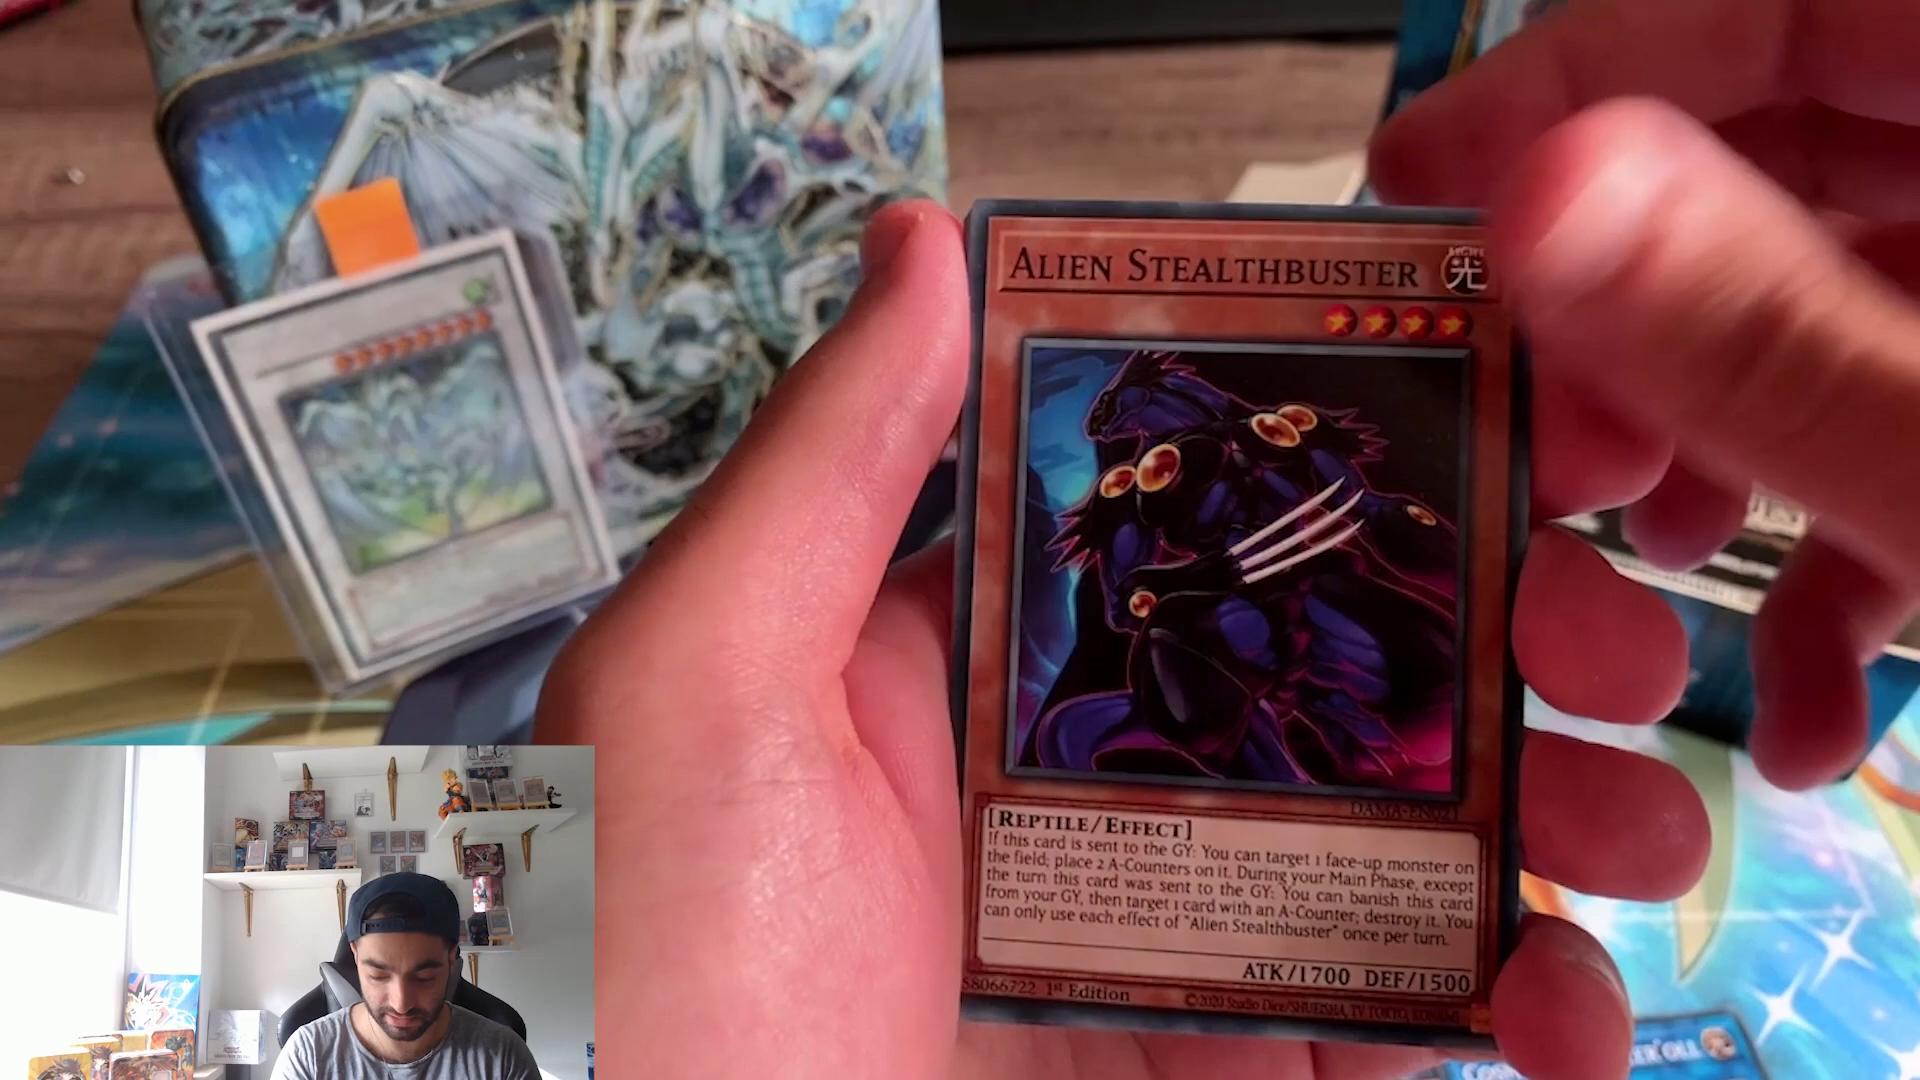 ALIEN STEALTHBUSTER
LIGHT
光
DAMA-EN021
[REPTILE/EFFECT]
If this card is sent to the GY: You can target 1 face-up monster on
the field; place 2 A-Counters on it. During your Main Phase, except
the turn this card was sent to the GY: You can banish this card
from your GY, then target 1 card with an A-Counter; destroy it. You
can only use each effect of "Alien Stealthbuster" once per turn.
ATK/1700 DEF/1500
58066722 1st Edition
©2020 Studio Dice/SHUEISHA, TV TOKYO, KONAMI